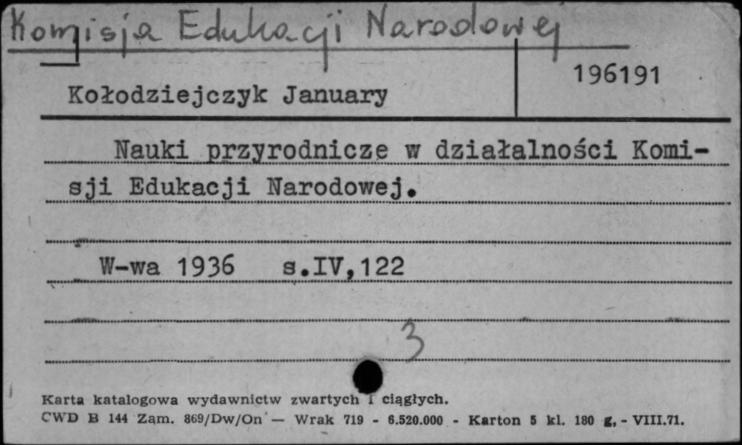 Komisja Edukacji Narodowej
196191
Kołodziejczyk January
Nauki przyrodnicze w działalności Komi-
sji Edukacji Narodowej.
W-wa 1936 s.IV,122
3
Karta katalogowa wydawnictw zwartych i ciągłych.
CWD B 144 Zam. 869/Dw/On — Wrak 719 - 6.520.000 - Karton 5 kl. 180 g, - VIII.71.